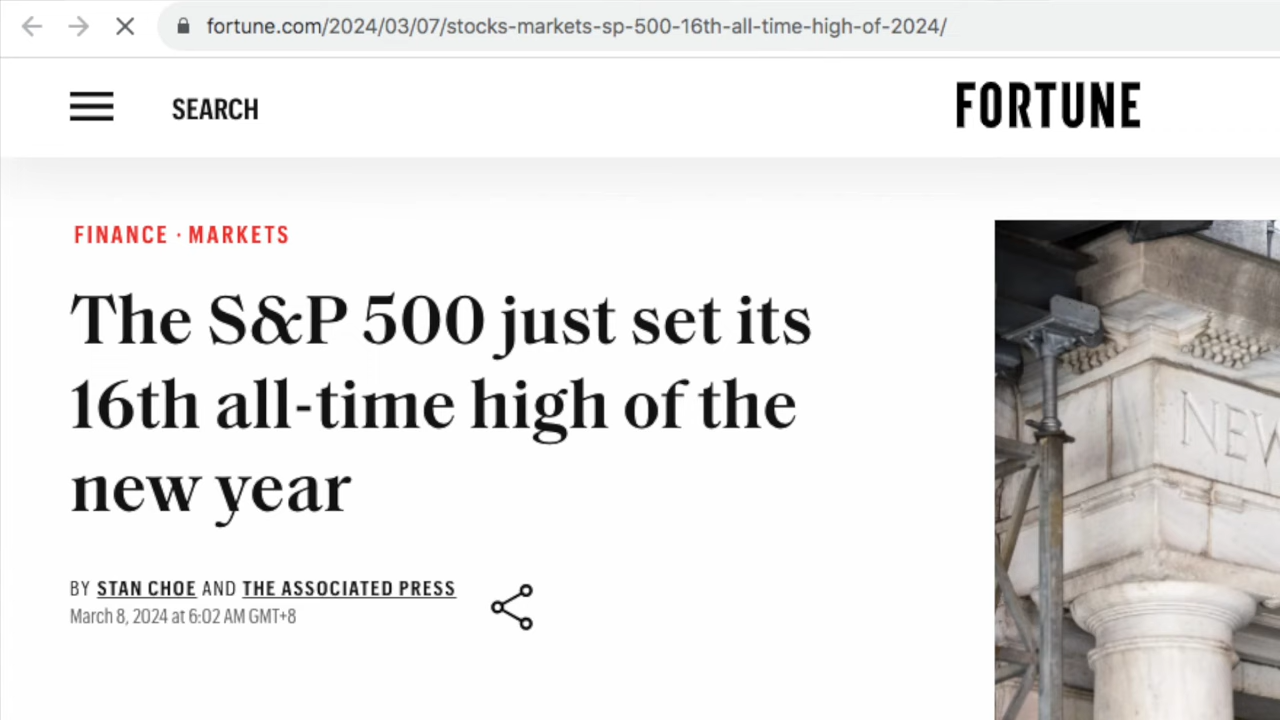 fortune.com/2024/03/07/stocks-markets-sp-500-16th-all-time-high-of-2024/
SEARCH
FORTUNE
FINANCE · MARKETS
The S&P 500 just set its
16th all-time high of the
new year
BY STAN CHOE AND THE ASSOCIATED PRESS
March 8, 2024 at 6:02 AM GMT+8
NEW